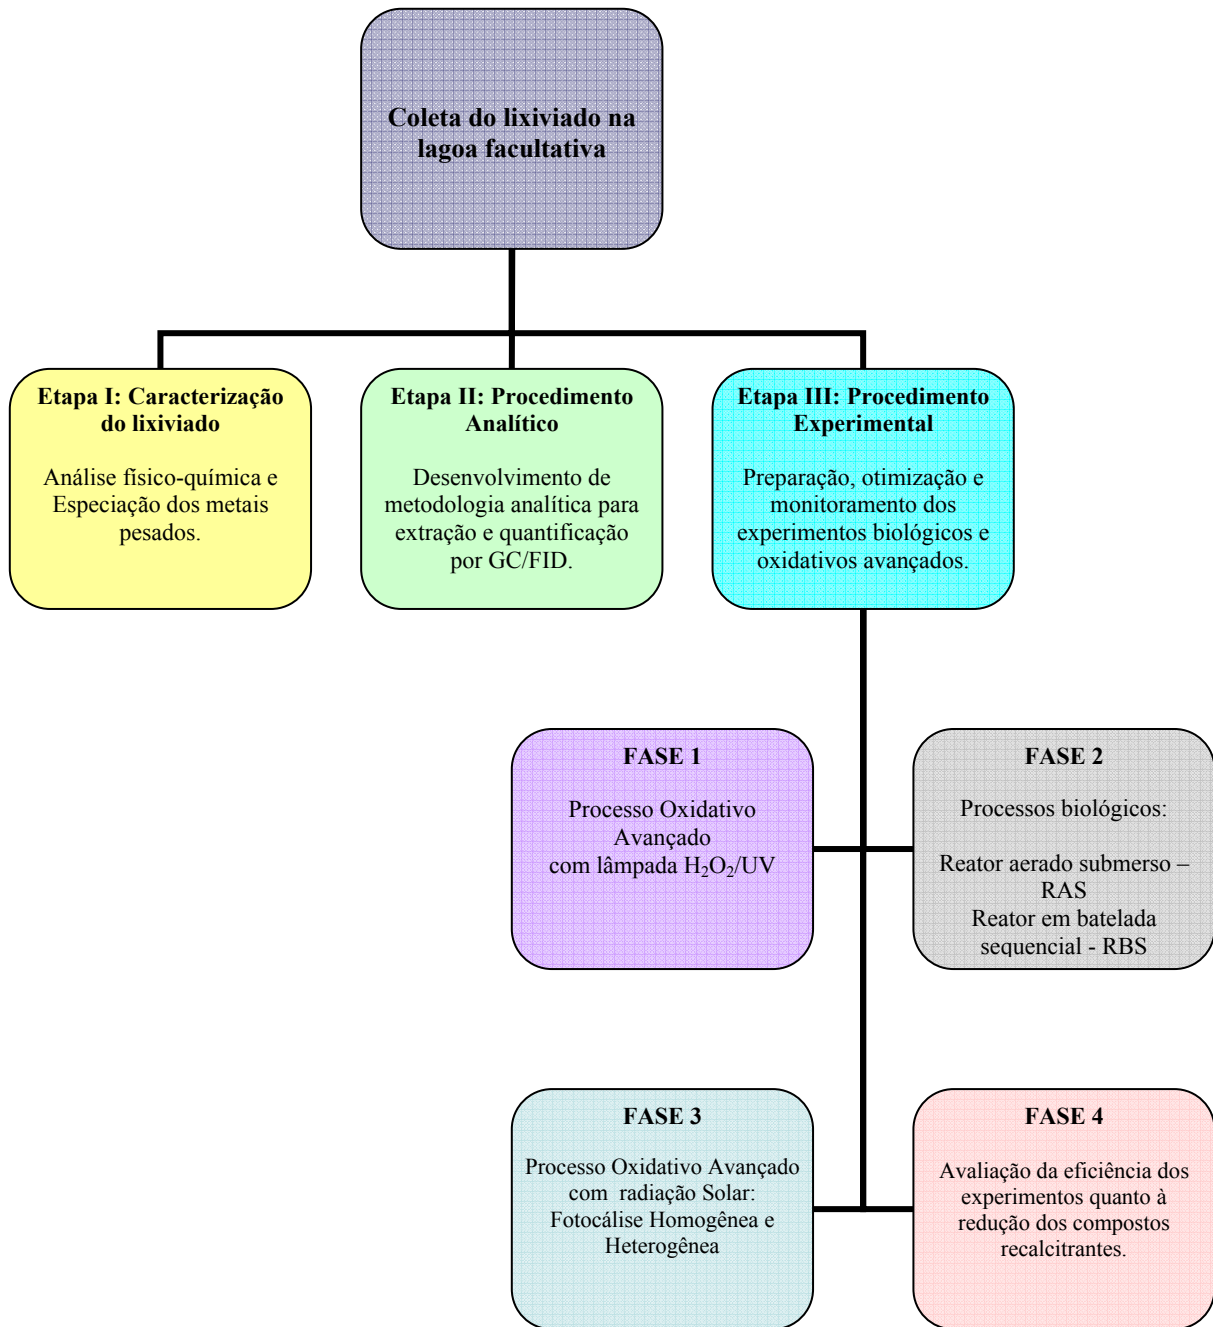 Coleta do lixiviado na
lagoa facultativa
Etapa I: Caracterização
do lixiviado
Análise físico-química e
Especiação dos metais
pesados.
Etapa II: Procedimento
Analítico
Desenvolvimento de
metodologia analítica para
extração e quantificação
por GC/FID.
Etapa III: Procedimento
Experimental
Preparação, otimização e
monitoramento dos
experimentos biológicos e
oxidativos avançados.
FASE 1
Processo Oxidativo
Avançado
com lâmpada H₂O₂/UV
FASE 2
Processos biológicos:
Reator aerado submerso –
RAS
Reator em batelada
sequencial - RBS
FASE 3
Processo Oxidativo Avançado
com radiação Solar:
Fotocálise Homogênea e
Heterogênea
FASE 4
Avaliação da eficiência dos
experimentos quanto à
redução dos compostos
recalcitrantes.